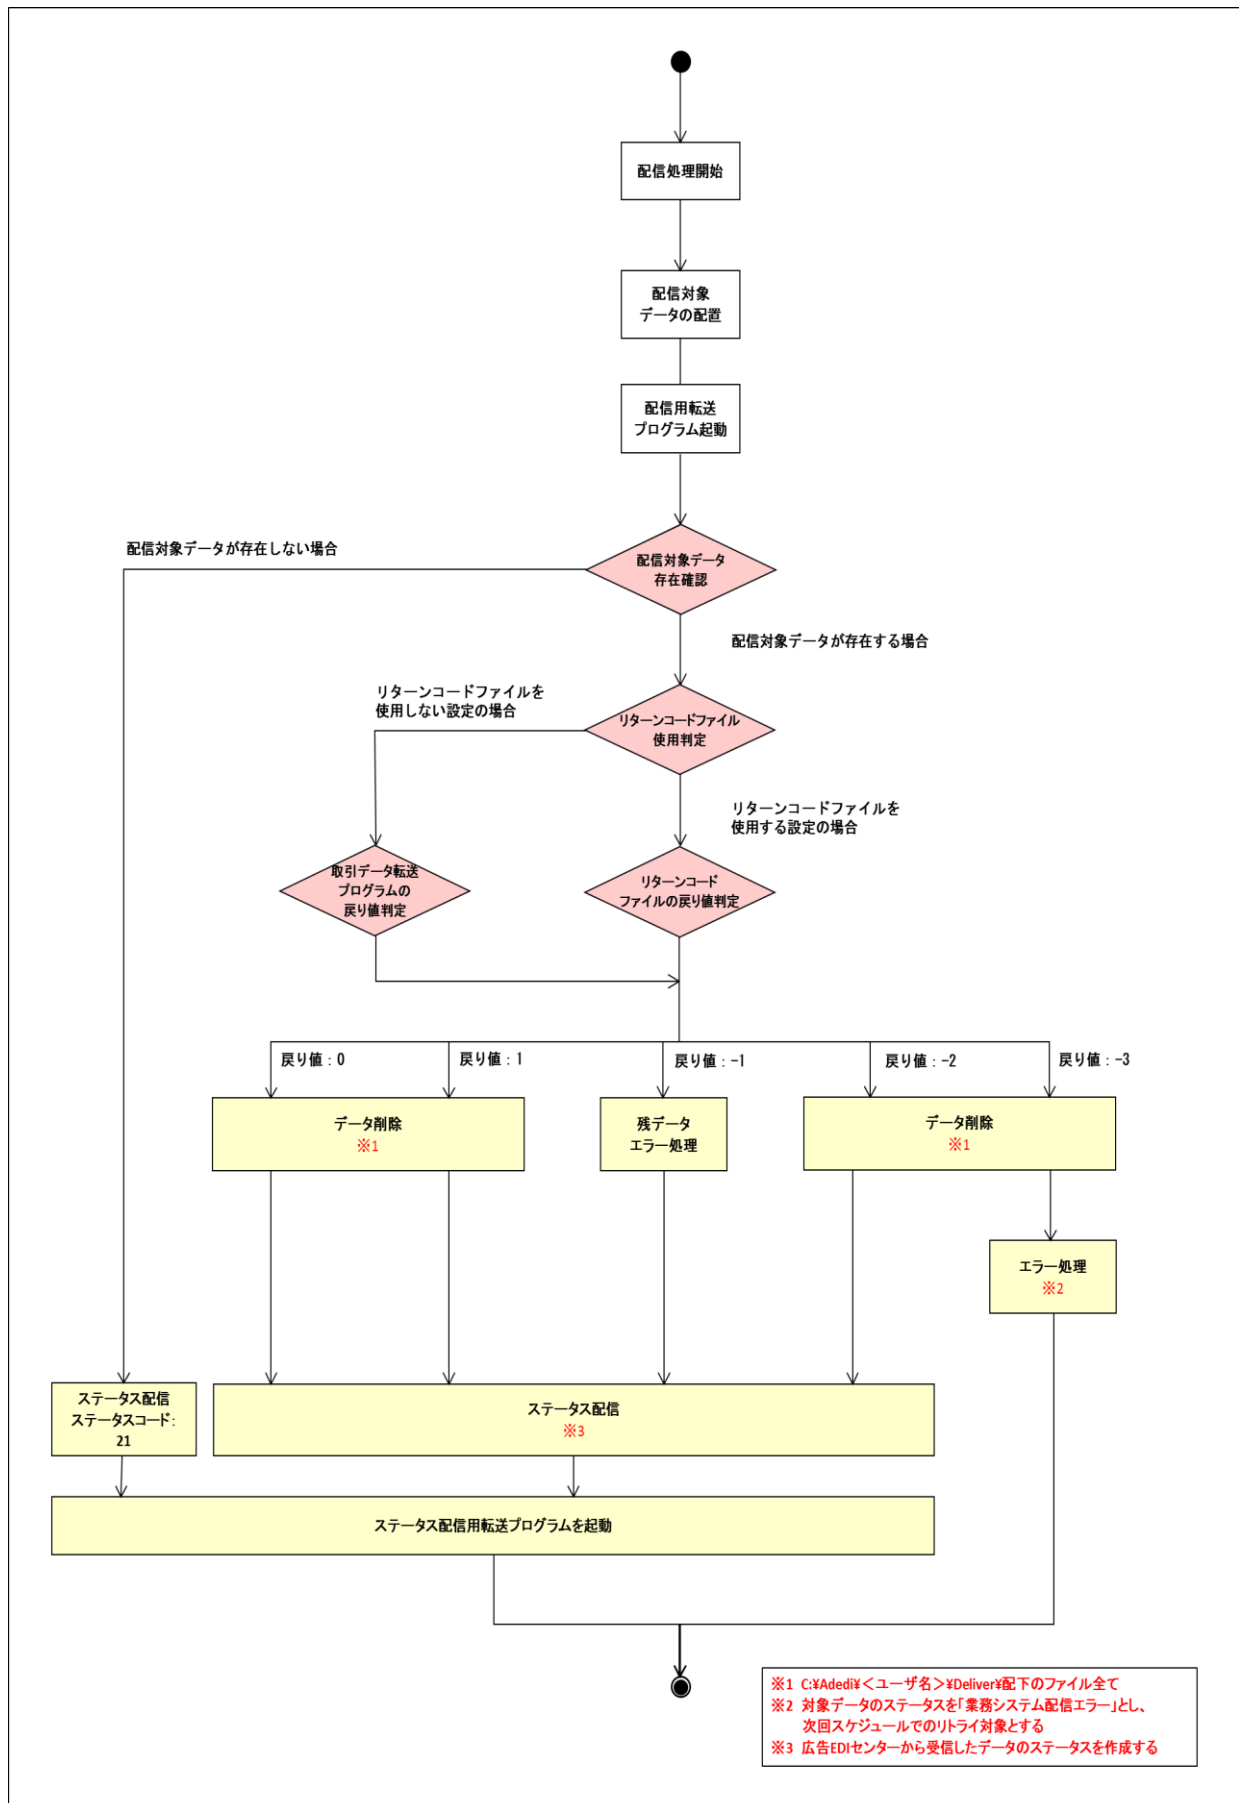 配信処理開始
配信対象
データの配置
配信用転送
プログラム起動
配信対象データが存在しない場合
配信対象データ
存在確認
配信対象データが存在する場合
リターンコードファイルを
使用しない設定の場合
リターンコードファイル
使用判定
リターンコードファイルを
使用する設定の場合
取引データ転送
プログラムの
戻り値判定
リターンコード
ファイルの戻り値判定
戻り値：0
戻り値：1
戻り値：-1
戻り値：-2
戻り値：-3
データ削除
※1
残データ
エラー処理
データ削除
※1
エラー処理
※2
ステータス配信
ステータスコード：
21
ステータス配信
※3
ステータス配信用転送プログラムを起動
※1 C:¥Adedi¥＜ユーザ名＞¥Deliver¥配下のファイル全て
※2 対象データのステータスを「業務システム配信エラー」とし、
次回スケジュールでのリトライ対象とする
※3 広告EDIセンターから受信したデータのステータスを作成する